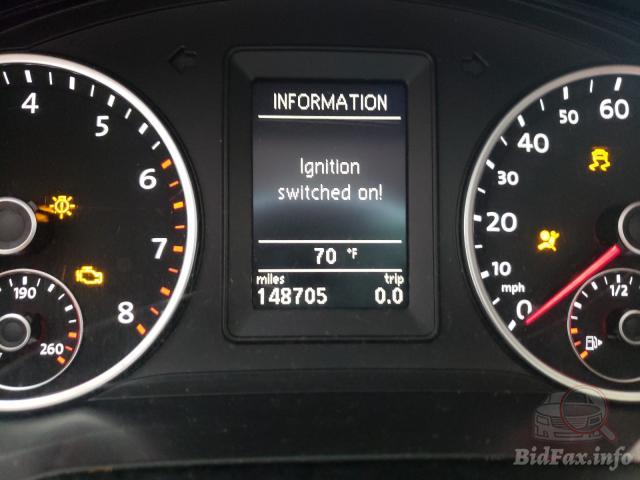 4
5
6
7
8
190
260
INFORMATION
Ignition
switched on!
70 °F
miles trip
148705 0.0
60
50
40
30
20
10
mph
0
1/2
BidFax.info